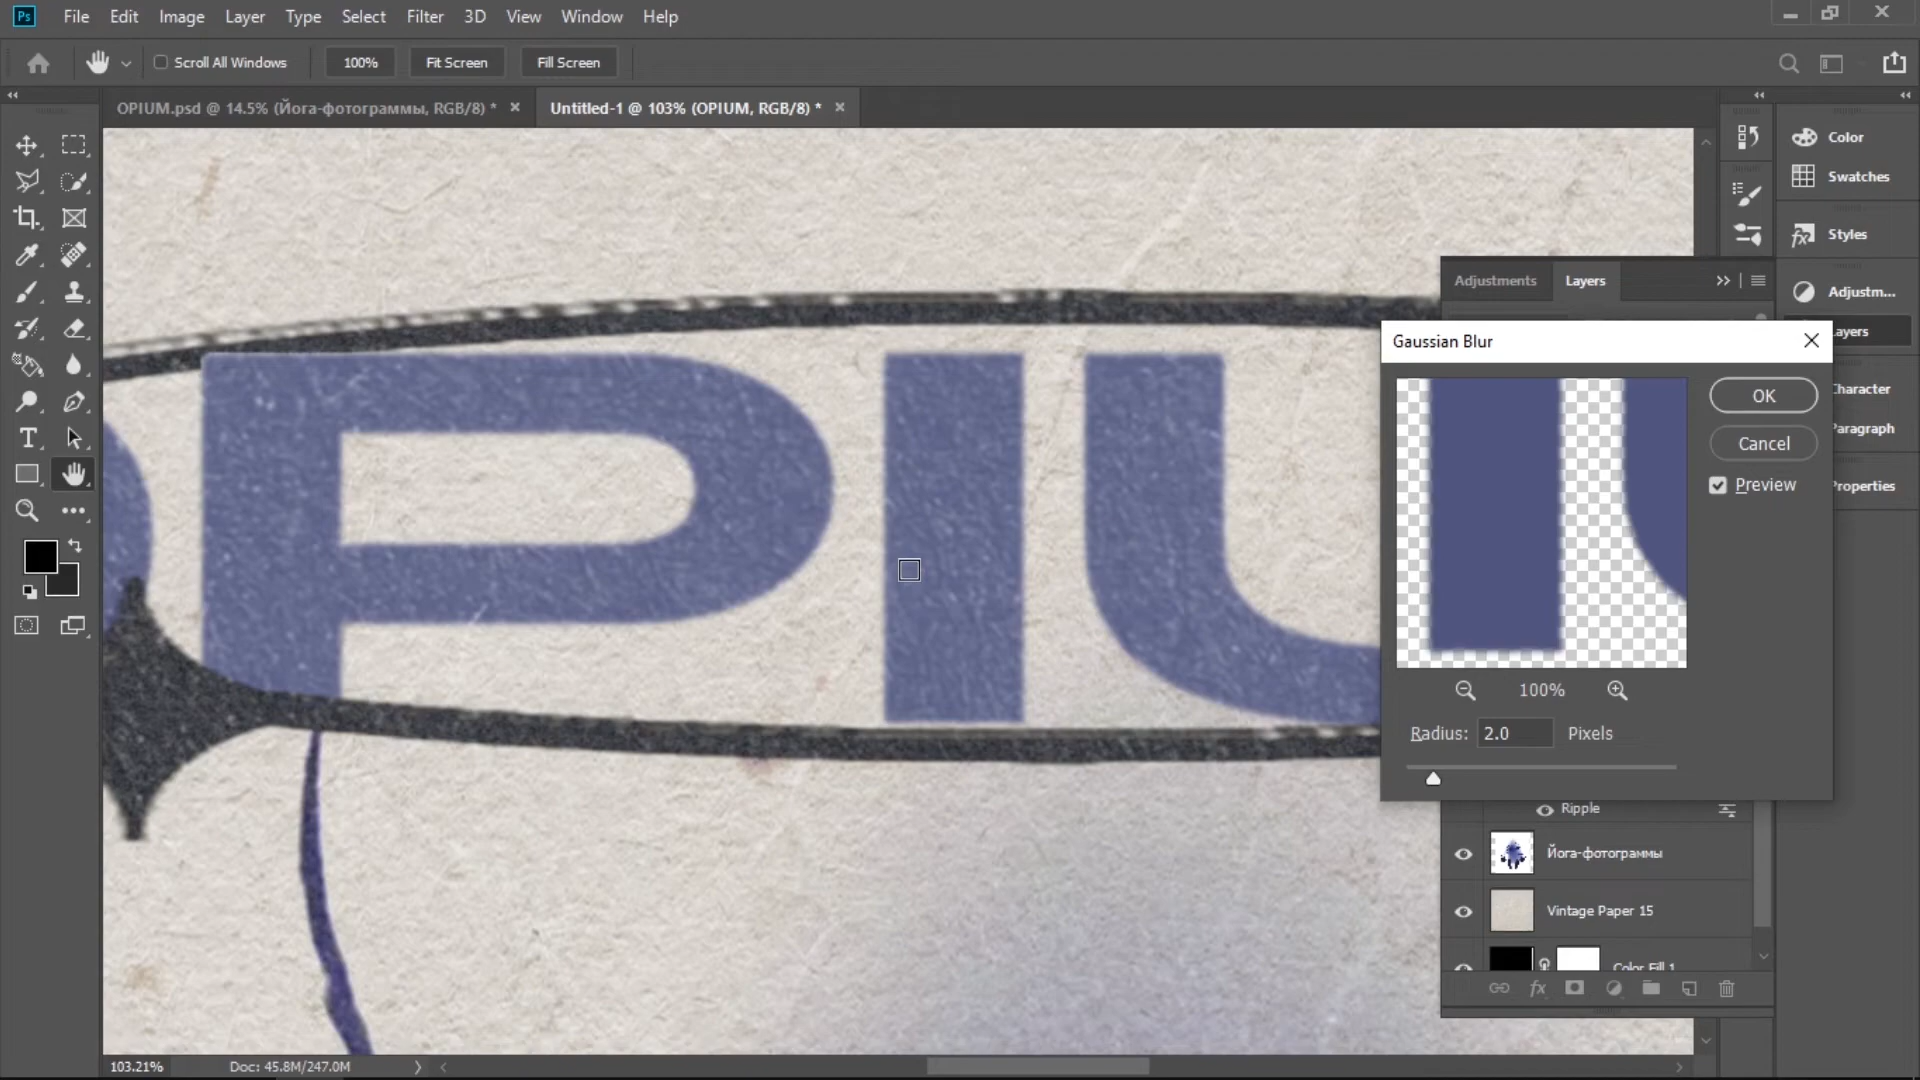 Ps File Edit Image Layer Type Select Filter 3D View Window Help
Scroll All Windows 100% Fit Screen Fill Screen
OPIUM.psd @ 14.5% (Йога-фотограммы, RGB/8) * Untitled-1 @ 103% (OPIUM, RGB/8) *
Color
Swatches
Styles
Adjustments Layers
Adjustm...
Layers
Gaussian Blur
OK
Character
Paragraph
Cancel
Preview
Properties
100%
Radius: 2.0 Pixels
PIU
Ripple
Йога-фотограммы
Vintage Paper 15
Color Fill 1
103.21% Doc: 45.8M/247.0M